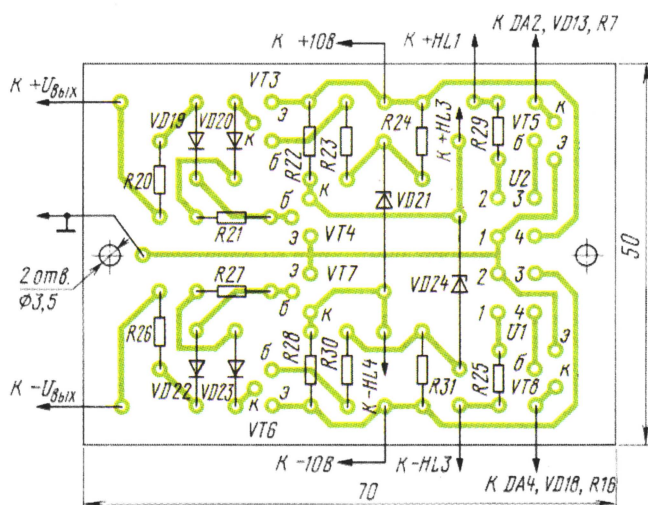 К +10В
К +HL1
К DA2, VD13, R7
К +Uвых
VT3
э
VD19
VD20
к
б
R22
R23
R24
К +HL3
R29
VT5
к
э
б
R20
к
VD21
2
U2
3
R21
б
э
VT4
1
4
2 отв.
Ф3,5
э
VT7
VD24
2
3
50
R27
б
R26
к
R28
R30
К -HL4
1
4
U1
э
VD22
VD23
б
R31
R25
б
к
VT8
К -Uвых
к
э
VT6
К -10В
К -HL3
К DA4, VD18, R16
70